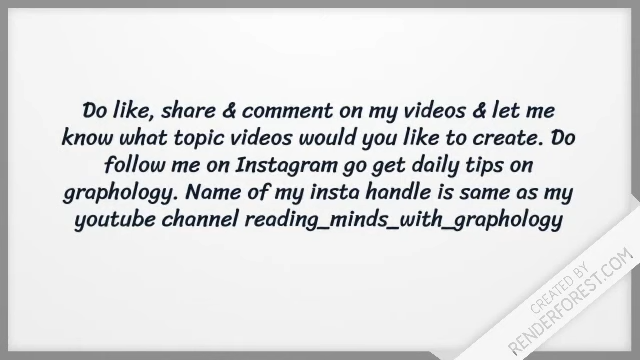 Do like, share & comment on my videos & let me
know what topic videos would you like to create. Do
follow me on Instagram go get daily tips on
graphology. Name of my insta handle is same as my
youtube channel reading_minds_with_graphology
CREATED BY
RENDERFOREST.COM